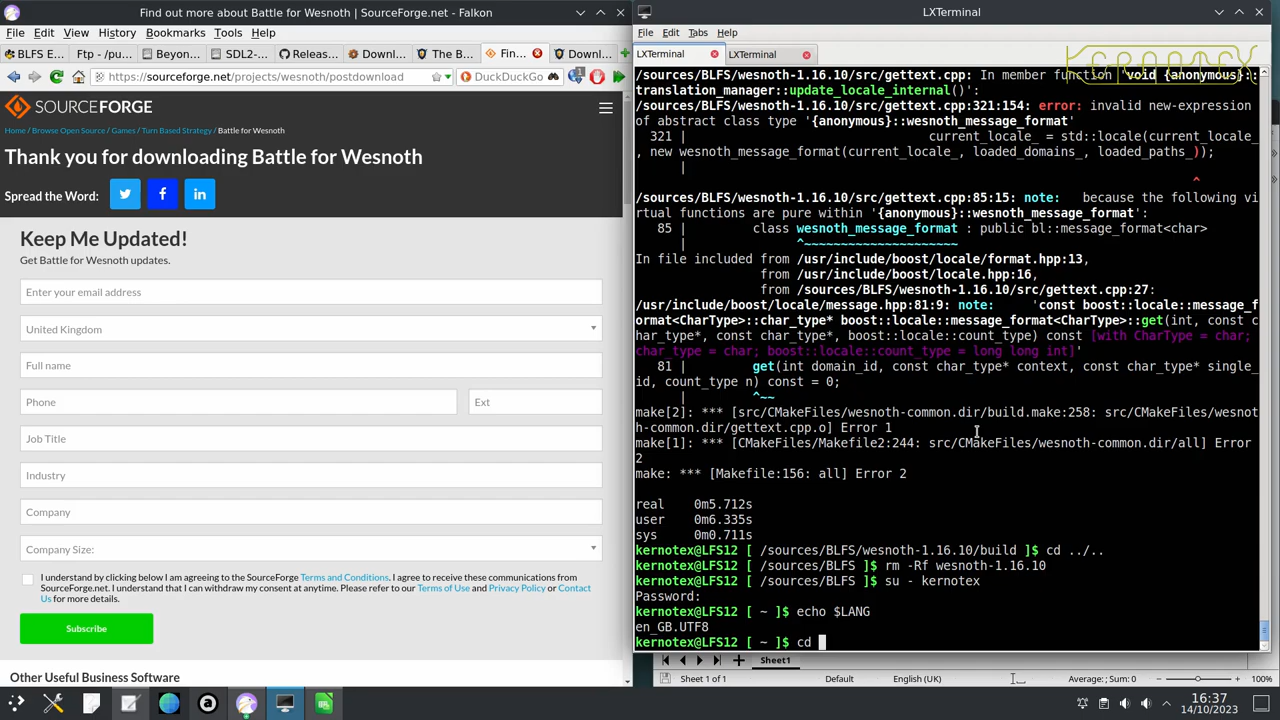 Find out more about Battle for Wesnoth | SourceForge.net - Falkon
File Edit View History Bookmarks Tools Help
BLFS E... Ftp - /pu... Beyon... SDL2-... Releas... Downl... The B... Fin... Downl...
https://sourceforge.net/projects/wesnoth/postdownload
DuckDuckGo
SOURCEFORGE
Home / Browse Open Source / Games / Turn Based Strategy / Battle for Wesnoth
Thank you for downloading Battle for Wesnoth
Spread the Word:
Keep Me Updated!
Get Battle for Wesnoth updates.
Enter your email address
United Kingdom
Full name
Phone
Ext
Job Title
Industry
Company
Company Size:
I understand by clicking below I am agreeing to the SourceForge Terms and Conditions. I agree to receive these communications from
SourceForge.net. I understand that I can withdraw my consent at anytime. Please refer to our Terms of Use and Privacy Policy or Contact
Us for more details.
Subscribe
Other Useful Business Software
LXTerminal
File Edit Tabs Help
LXTerminal
LXTerminal
KERNOTEX
/sources/BLFS/wesnoth-1.16.10/src/gettext.cpp: In member function 'void {anonymous}::
translation_manager::update_locale_internal()':
/sources/BLFS/wesnoth-1.16.10/src/gettext.cpp:321:154: error: invalid new-expression
of abstract class type '{anonymous}::wesnoth_message_format'
321 | current_locale_ = std::locale(current_locale_
, new wesnoth_message_format(current_locale_, loaded_domains_, loaded_paths_));
|
^
/sources/BLFS/wesnoth-1.16.10/src/gettext.cpp:85:15: note: because the following vi
rtual functions are pure within '{anonymous}::wesnoth_message_format':
85 | class wesnoth_message_format : public bl::message_format<char>
| ^~~~~~~~~~~~~~~~~~~~~~
In file included from /usr/include/boost/locale/format.hpp:13,
from /usr/include/boost/locale.hpp:16,
from /sources/BLFS/wesnoth-1.16.10/src/gettext.cpp:27:
/usr/include/boost/locale/message.hpp:81:9: note: 'const boost::locale::message_f
ormat<CharType>::char_type* boost::locale::message_format<CharType>::get(int, const c
har_type*, const char_type*, boost::locale::count_type) const [with CharType = char;
char_type = char; boost::locale::count_type = long long int]'
81 | get(int domain_id, const char_type* context, const char_type* single_
id, count_type n) const = 0;
| ^~~
make[2]: *** [src/CMakeFiles/wesnoth-common.dir/build.make:258: src/CMakeFiles/wesnot
h-common.dir/gettext.cpp.o] Error 1
make[1]: *** [CMakeFiles/Makefile2:244: src/CMakeFiles/wesnoth-common.dir/all] Error
2
make: *** [Makefile:156: all] Error 2
real 0m5.712s
user 0m6.335s
sys 0m0.711s
kernotex@LFS12 [ /sources/BLFS/wesnoth-1.16.10/build ]$ cd ../..
kernotex@LFS12 [ /sources/BLFS ]$ rm -Rf wesnoth-1.16.10
kernotex@LFS12 [ /sources/BLFS ]$ su - kernotex
Password:
kernotex@LFS12 [ ~ ]$ echo $LANG
en_GB.UTF8
kernotex@LFS12 [ ~ ]$ cd
Sheet1
Sheet 1 of 1 Default English (UK) Average: ; Sum: 0 100%
16:37
14/10/2023